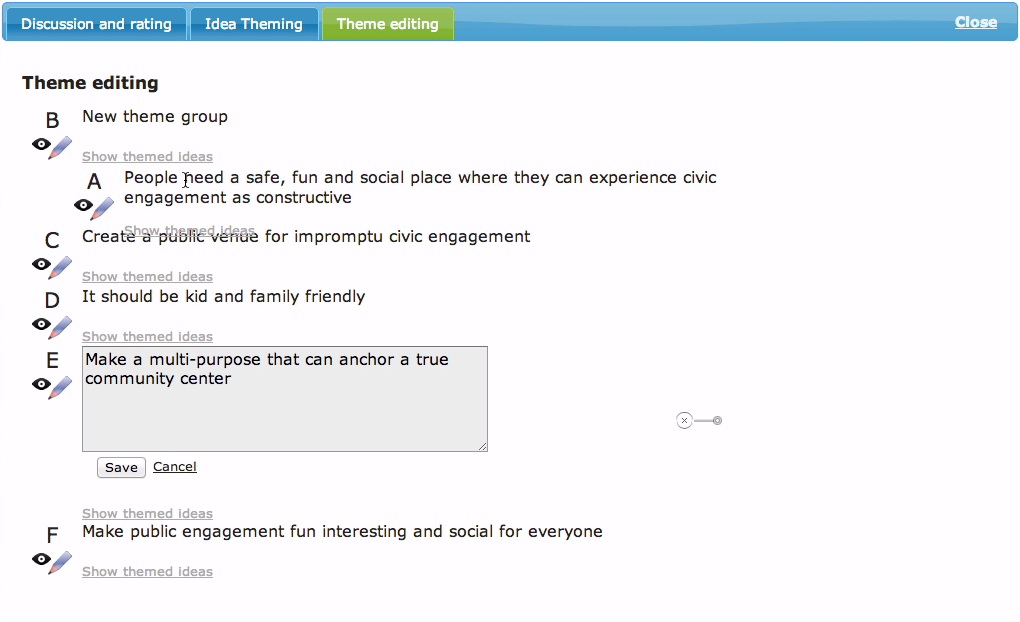 Discussion and rating Idea Theming Theme editing Close
Theme editing
B New theme group
Show themed ideas
A People need a safe, fun and social place where they can experience civic
engagement as constructive
Show themed ideas
C Create a public venue for impromptu civic engagement
Show themed ideas
D It should be kid and family friendly
Show themed ideas
E Make a multi-purpose that can anchor a true
community center
Save Cancel
Show themed ideas
F Make public engagement fun interesting and social for everyone
Show themed ideas